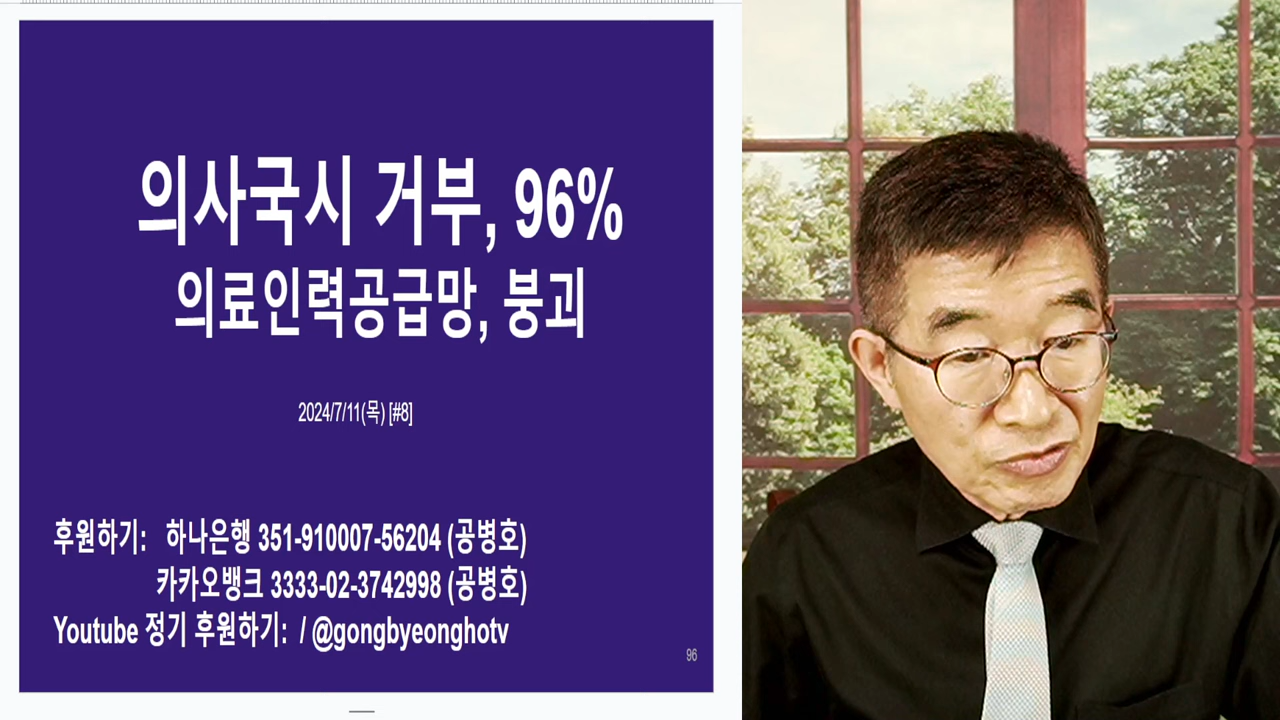 의사국시 거부, 96%
의료인력공급망, 붕괴
2024/7/11(목) [#8]
후원하기: 하나은행 351-910007-56204 (공병호)
카카오뱅크 3333-02-3742998 (공병호)
Youtube 정기 후원하기: / @gongbyeonghotv
96